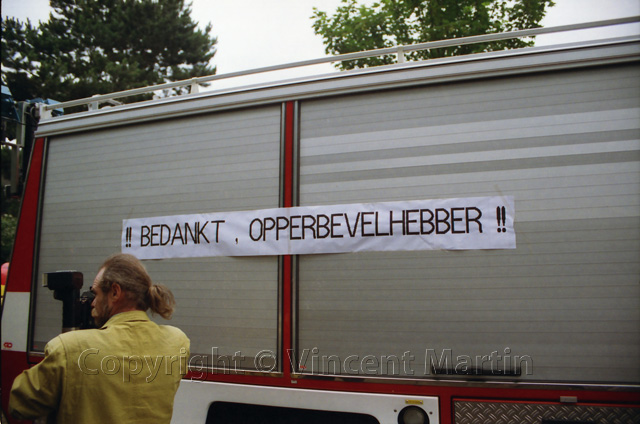 !! BEDANKT , OPPERBEVELHEBBER !!
Copyright © Vincent Martin